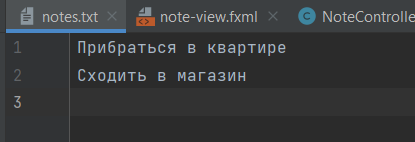 notes.txt note-view.fxml NoteControlle
1 Прибраться в квартире
2 Сходить в магазин
3